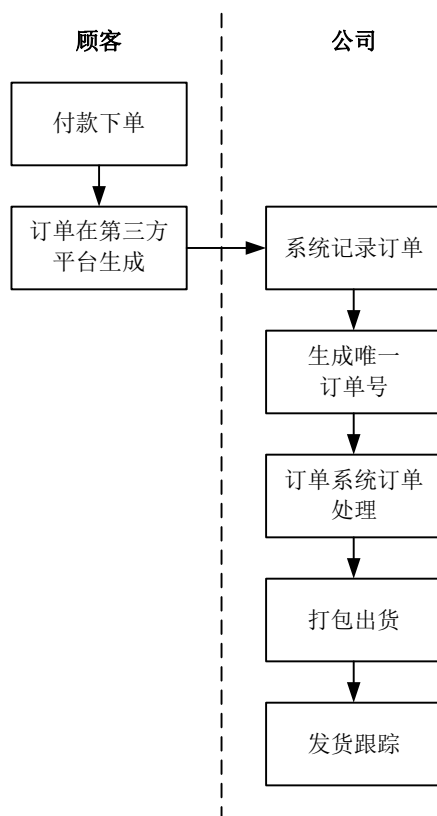 顾客
公司
付款下单
订单在第三方
平台生成
系统记录订单
生成唯一
订单号
订单系统订单
处理
打包出货
发货跟踪